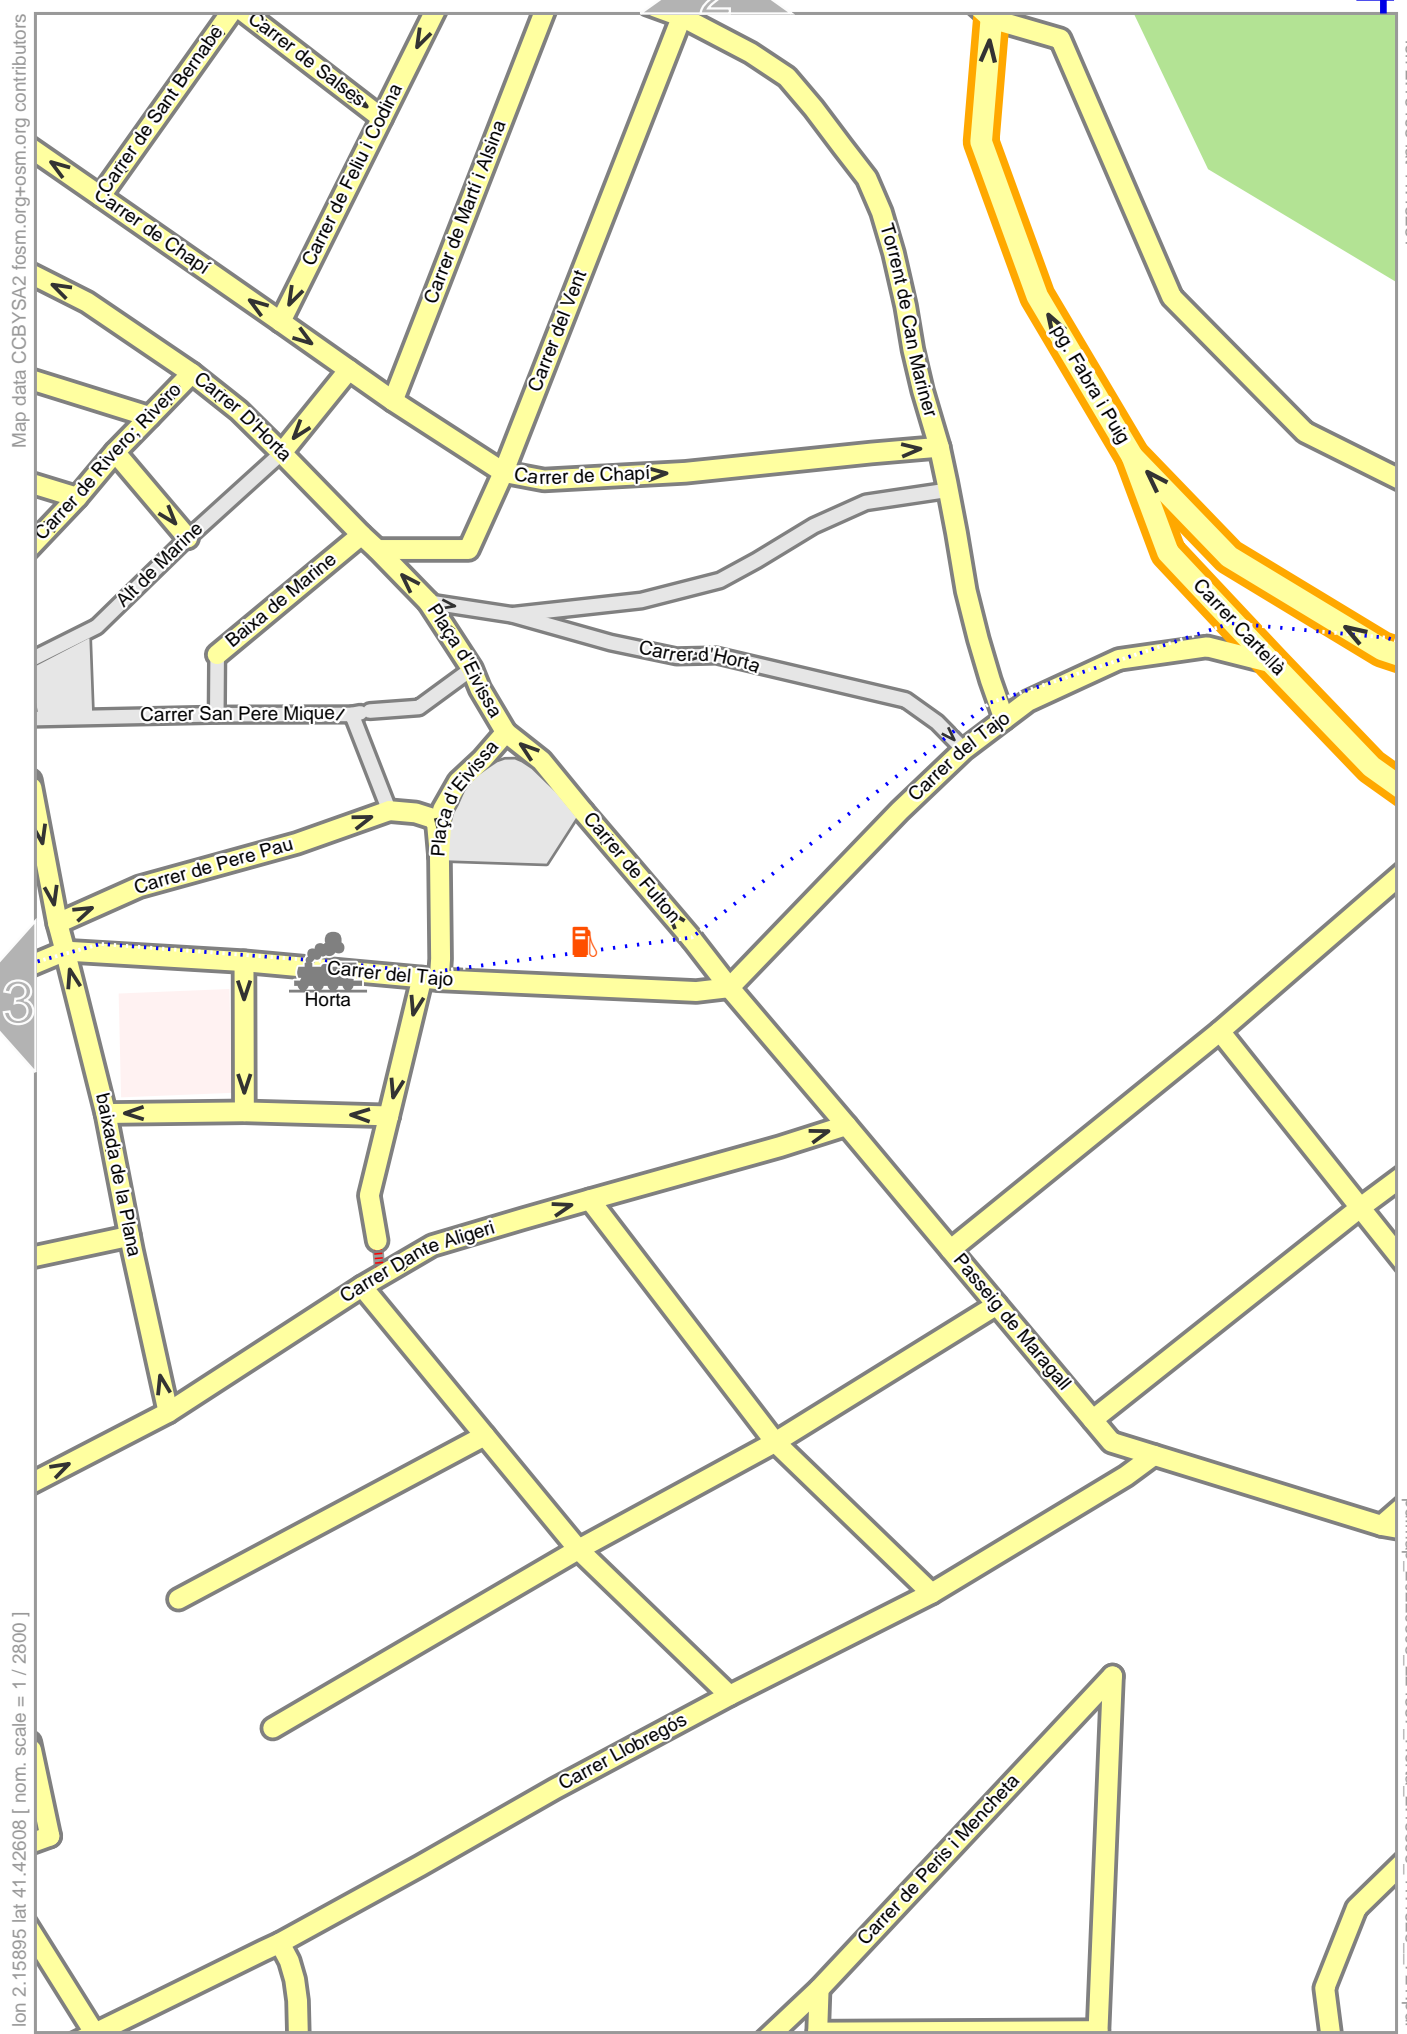 2
4
Map data CCBYSA2 fosm.org+osm.org contributors
Carrer de Sant Bernabe
Carrer de Salses
Carrer de Feliu i Codina
Carrer de Martí i Alsina
Carrer de Chapí
Carrer del Vent
Torrent de Can Mariner
pg. Fabra i Puig
Carrer D'Horta
Carrer de Rivero; Rivero
Carrer de Chapí
Alt de Marine
Baixa de Marine
Plaça d'Eivissa
Carrer d'Horta
Carrer Cartellà
Carrer San Pere Mique
Plaça d'Eivissa
Carrer del Tajo
Carrer de Pere Pau
Carrer de Fulton
3
Carrer del Tajo
Horta
baixada de la Plana
Carrer Dante Aligeri
Passeig de Maragall
Carrer Llobregós
Carrer de Peris i Mencheta
lon 2.15895 lat 41.42608 [ nom. scale = 1 / 2800 ]